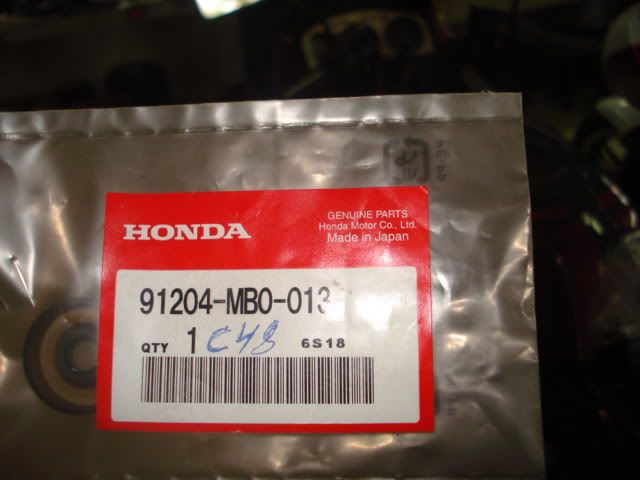 HONDA
GENUINE PARTS
Honda Motor Co., Ltd.
Made in Japan
91204-MB0-013
QTY 1 C48 6S18